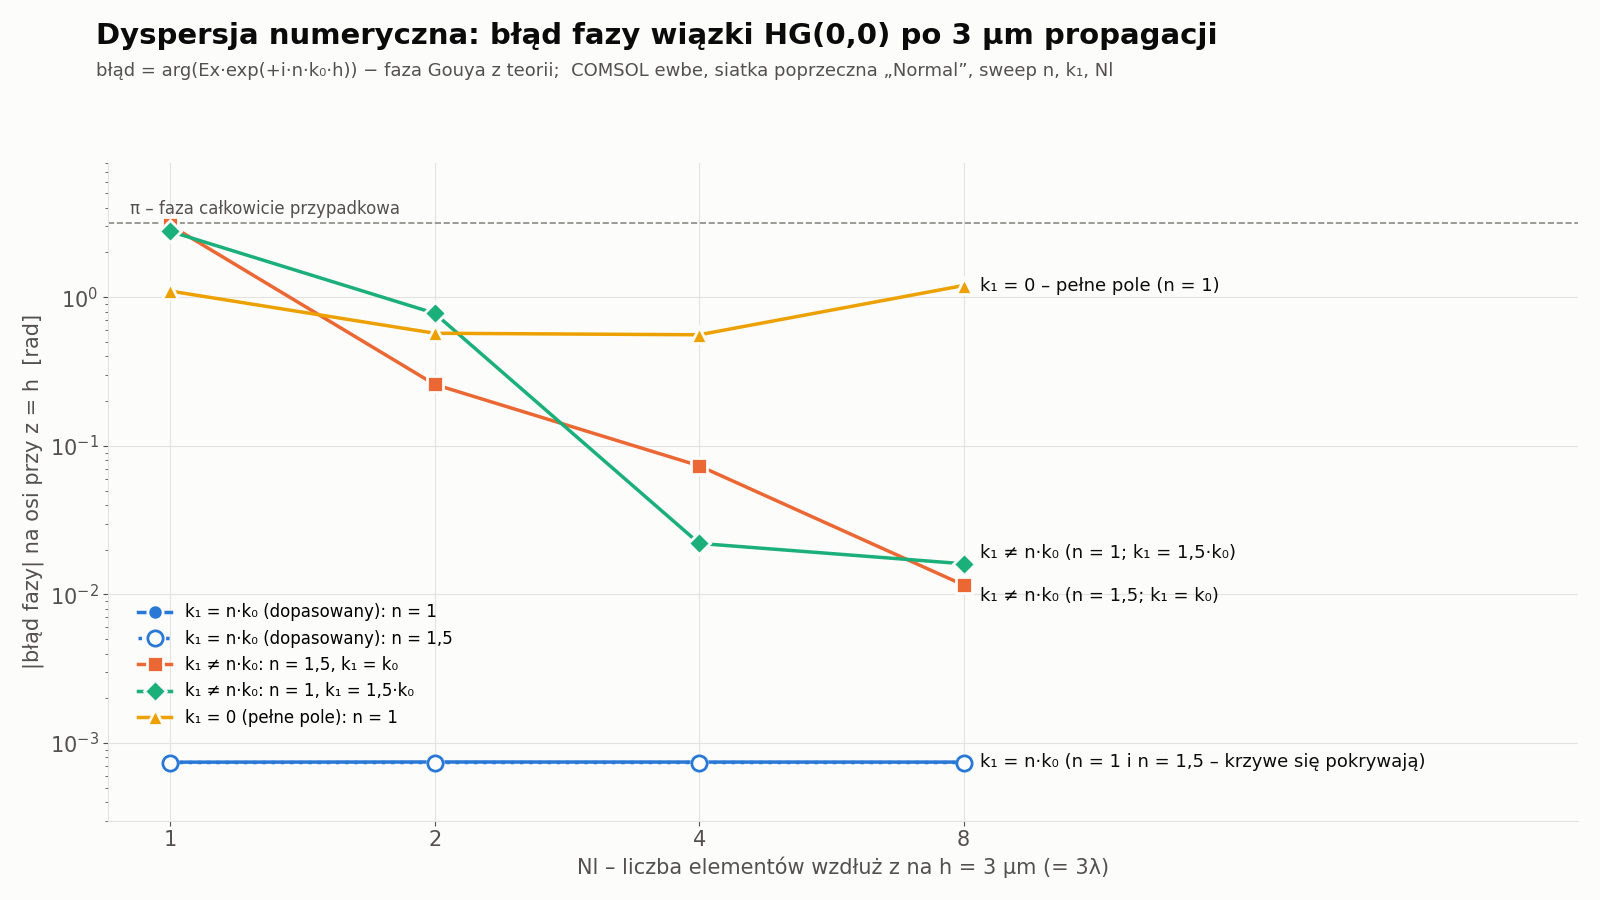 Dyspersja numeryczna: błąd fazy wiązki HG(0,0) po 3 µm propagacji
błąd = arg(Ex·exp(+i·n·k₀·h)) − faza Gouya z teorii;  COMSOL ewbe, siatka poprzeczna „Normal”, sweep n, k₁, Nl
π – faza całkowicie przypadkowa
|błąd fazy| na osi przy z = h  [rad]
10⁰
10⁻¹
10⁻²
10⁻³
k₁ = 0 – pełne pole (n = 1)
k₁ ≠ n·k₀ (n = 1; k₁ = 1,5·k₀)
k₁ ≠ n·k₀ (n = 1,5; k₁ = k₀)
k₁ = n·k₀ (dopasowany): n = 1
k₁ = n·k₀ (dopasowany): n = 1,5
k₁ ≠ n·k₀: n = 1,5, k₁ = k₀
k₁ ≠ n·k₀: n = 1, k₁ = 1,5·k₀
k₁ = 0 (pełne pole): n = 1
k₁ = n·k₀ (n = 1 i n = 1,5 – krzywe się pokrywają)
1 2 4 8
Nl – liczba elementów wzdłuż z na h = 3 µm (= 3λ)